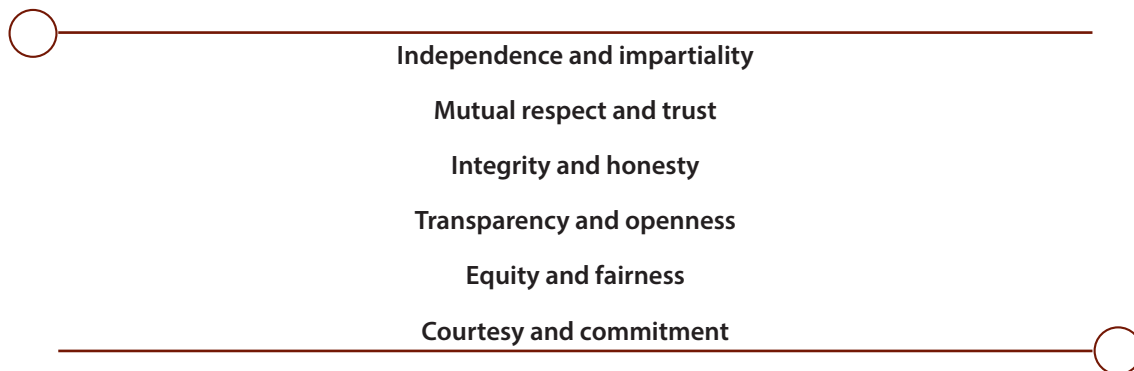 Independence and impartiality
Mutual respect and trust
Integrity and honesty
Transparency and openness
Equity and fairness
Courtesy and commitment